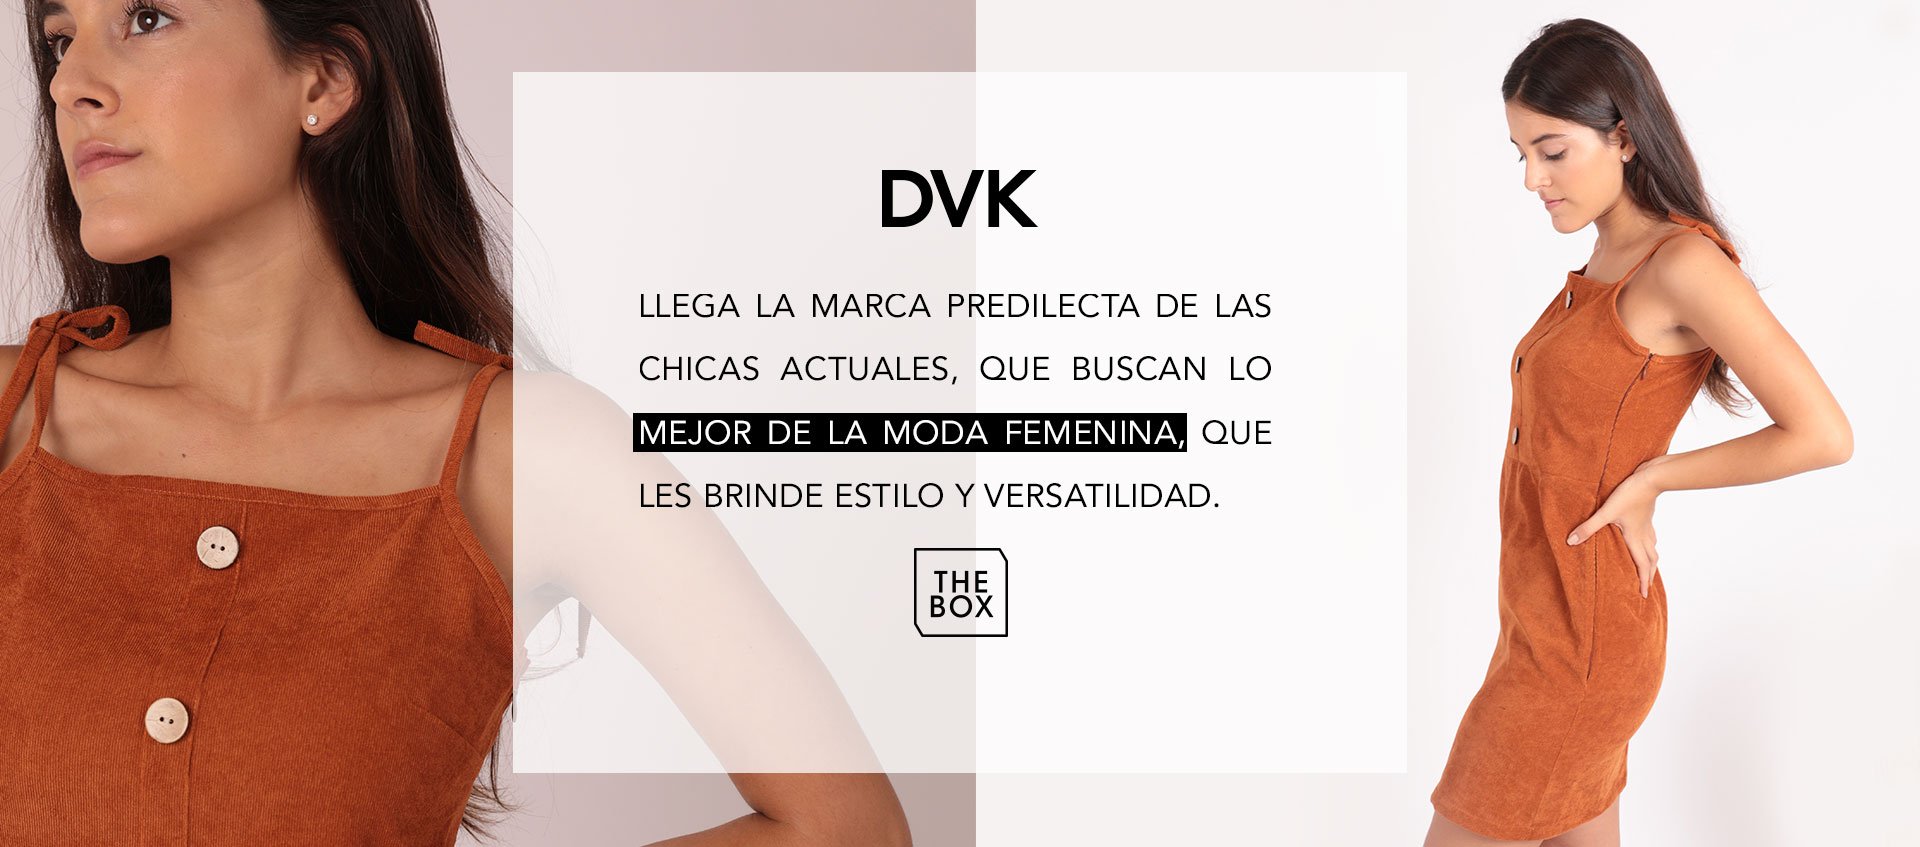 DVK
LLEGA LA MARCA PREDILECTA DE LAS
CHICAS ACTUALES, QUE BUSCAN LO
MEJOR DE LA MODA FEMENINA, QUE
LES BRINDE ESTILO Y VERSATILIDAD.
THE
BOX